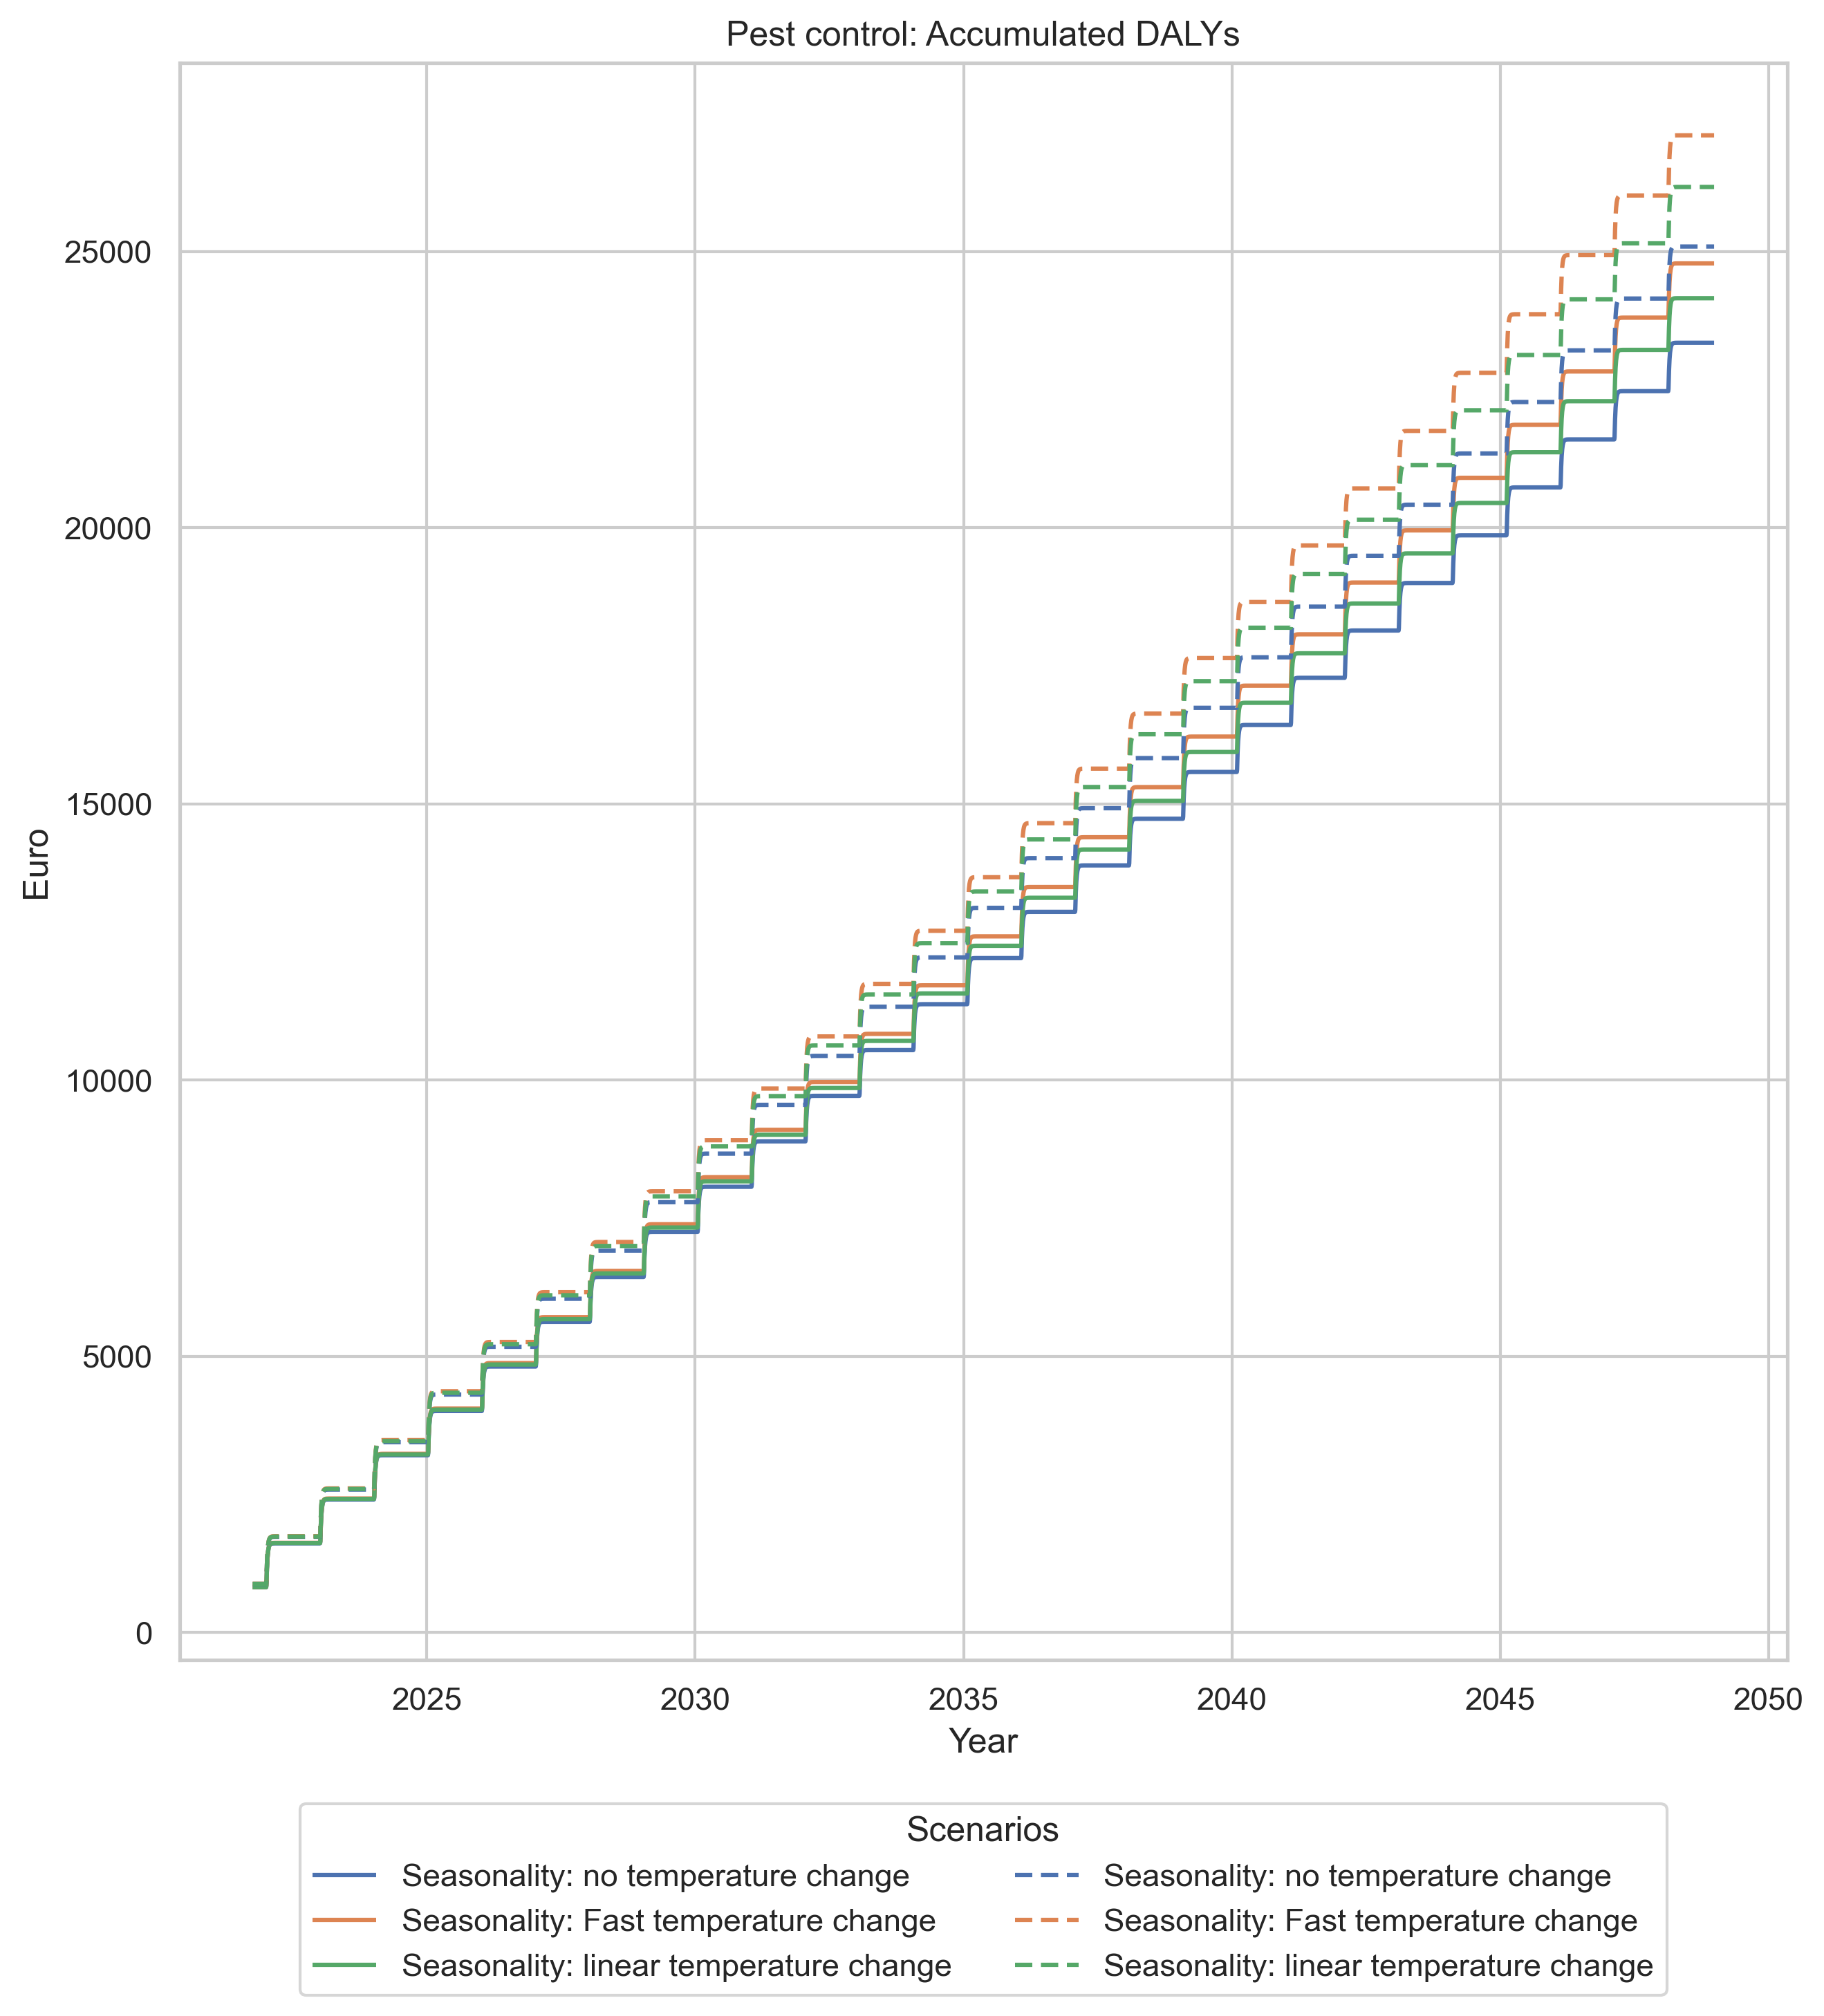 Pest control: Accumulated DALYs
25000
20000
15000
10000
5000
0
Euro
2025 2030 2035 2040 2045 2050
Year
Scenarios
Seasonality: no temperature change
Seasonality: Fast temperature change
Seasonality: linear temperature change
Seasonality: no temperature change
Seasonality: Fast temperature change
Seasonality: linear temperature change